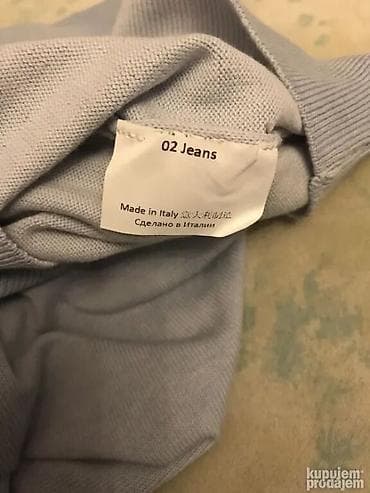 02 Jeans
Made in Italy 意大利制造
Сделано в Италии
kupujem
prodajem